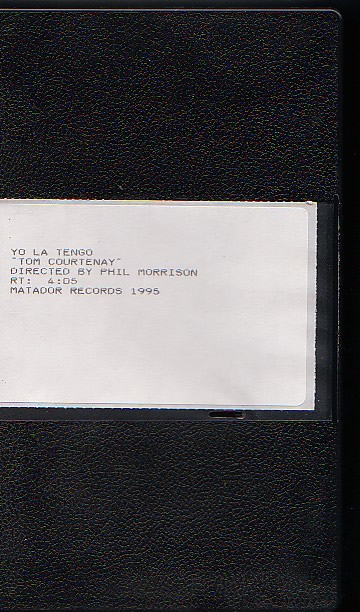 YO LA TENGO
"TOM COURTENAY"
DIRECTED BY PHIL MORRISON
RT: 4:05
MATADOR RECORDS 1995